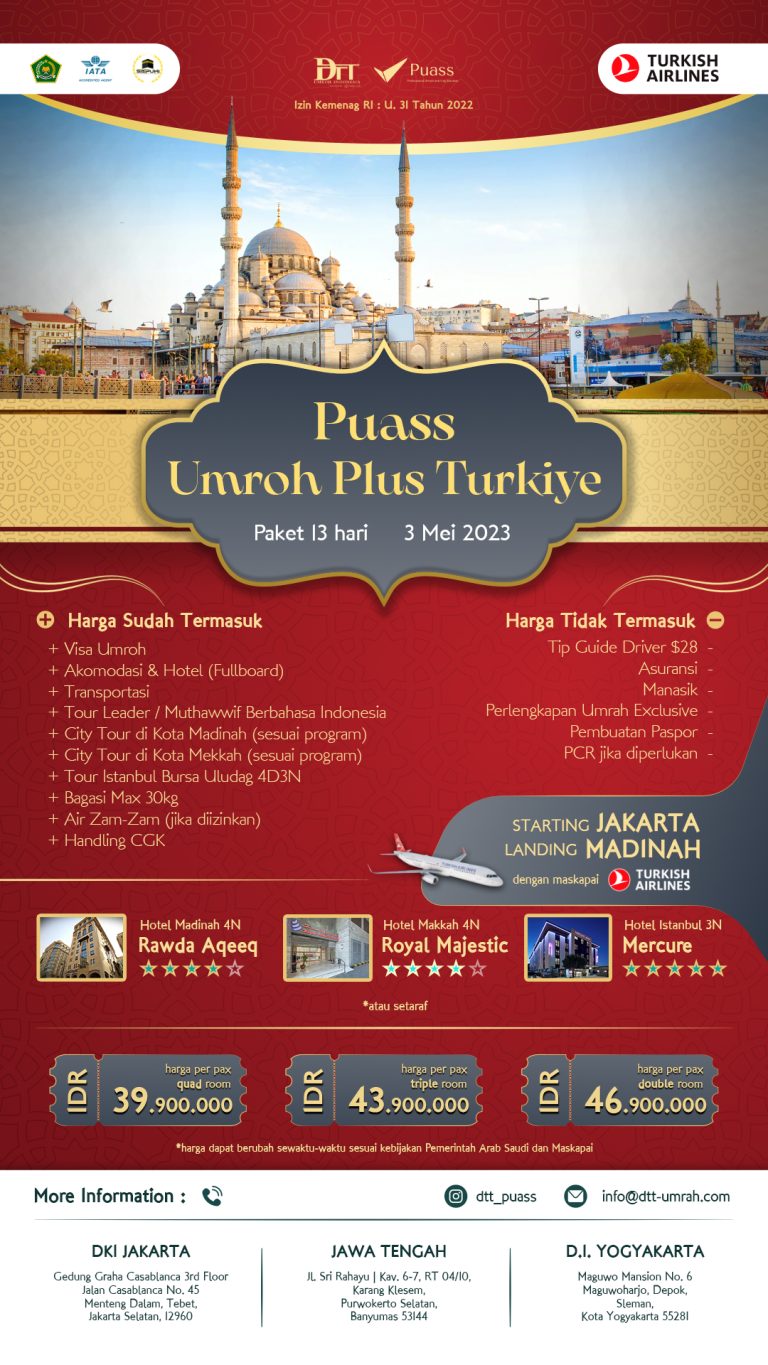 IATA
DTT
Puass
TURKISH
AIRLINES
Izin Kemenag RI : U. 31 Tahun 2022
Puass
Umroh Plus Turkiye
Paket 13 hari 3 Mei 2023
+ Harga Sudah Termasuk
+ Visa Umroh
+ Akomodasi & Hotel (Fullboard)
+ Transportasi
+ Tour Leader / Muthawwif Berbahasa Indonesia
+ City Tour di Kota Madinah (sesuai program)
+ City Tour di Kota Mekkah (sesuai program)
+ Tour Istanbul Bursa Uludag 4D3N
+ Bagasi Max 30kg
+ Air Zam-Zam (jika diizinkan)
+ Handling CGK
Harga Tidak Termasuk -
Tip Guide Driver $28 -
Asuransi -
Manasik -
Perlengkapan Umrah Exclusive -
Pembuatan Paspor -
PCR jika diperlukan -
STARTING JAKARTA
LANDING MADINAH
dengan maskapai TURKISH
AIRLINES
Hotel Madinah 4N
Rawda Aqeeq
Hotel Makkah 4N
Royal Majestic
Hotel Istanbul 3N
Mercure
*atau setaraf
IDR
harga per pax
quad room
39.900.000
IDR
harga per pax
triple room
43.900.000
IDR
harga per pax
double room
46.900.000
*harga dapat berubah sewaktu-waktu sesuai kebijakan Pemerintah Arab Saudi dan Maskapai
More Information :
dtt_puass
info@dtt-umrah.com
DKI JAKARTA
Gedung Graha Casablanca 3rd Floor
Jalan Casablanca No. 45
Menteng Dalam, Tebet,
Jakarta Selatan, 12960
JAWA TENGAH
JL. Sri Rahayu | Kav. 6-7, RT 04/10,
Karang Klesem,
Purwokerto Selatan,
Banyumas 53144
D.I. YOGYAKARTA
Maguwo Mansion No. 6
Maguwoharjo, Depok,
Sleman,
Kota Yogyakarta 55281